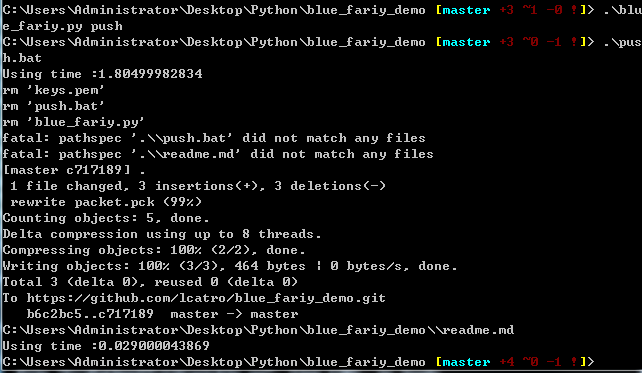 C:\Users\Administrator\Desktop\Python\blue_fariy_demo [master +3 ~1 -0 !]> .\blu
e_fariy.py push
C:\Users\Administrator\Desktop\Python\blue_fariy_demo [master +3 ~0 -1 !]> .\pus
h.bat
Using time :1.80499982834
rm 'keys.pem'
rm 'push.bat'
rm 'blue_fariy.py'
fatal: pathspec '.\\push.bat' did not match any files
fatal: pathspec '.\\readme.md' did not match any files
[master c717189] .
 1 file changed, 3 insertions(+), 3 deletions(-)
 rewrite packet.pck (99%)
Counting objects: 5, done.
Delta compression using up to 8 threads.
Compressing objects: 100% (2/2), done.
Writing objects: 100% (3/3), 464 bytes | 0 bytes/s, done.
Total 3 (delta 0), reused 0 (delta 0)
To https://github.com/lcatro/blue_fariy_demo.git
   b6c2bc5..c717189  master -> master
C:\Users\Administrator\Desktop\Python\blue_fariy_demo\\readme.md
Using time :0.029000043869
C:\Users\Administrator\Desktop\Python\blue_fariy_demo [master +4 ~0 -1 !]>